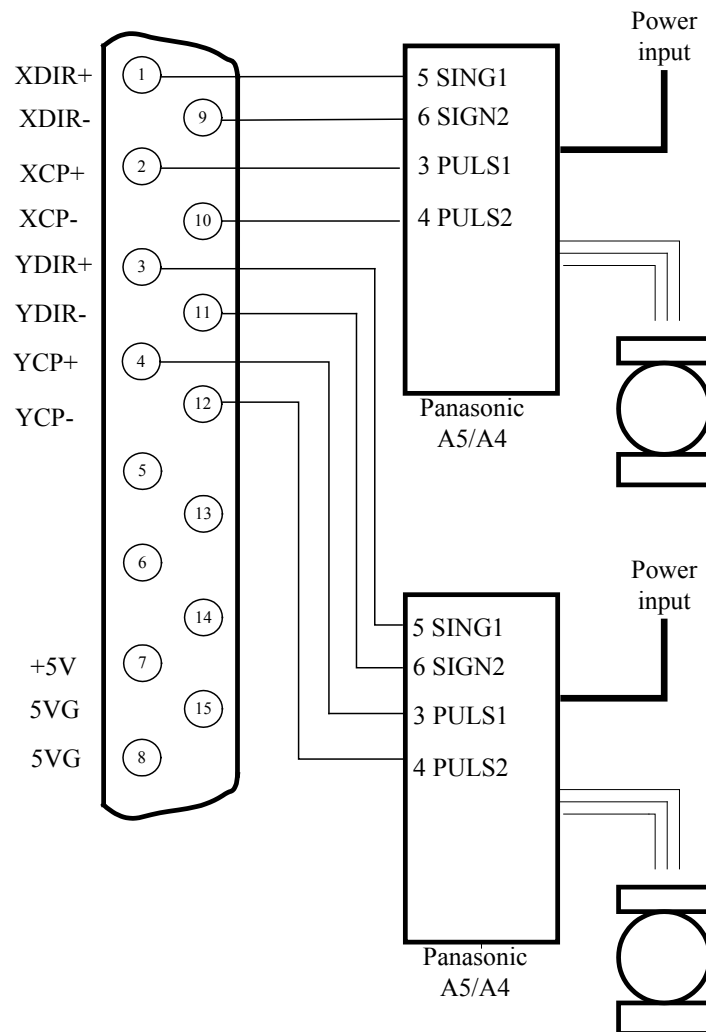 Power
input
XDIR+
1
5 SING1
XDIR-
9
6 SIGN2
XCP+
2
3 PULS1
XCP-
10
4 PULS2
YDIR+
3
YDIR-
11
YCP+
4
YCP-
12
Panasonic
A5/A4
5
13
6
14
+5V
7
5VG
15
5VG
8
Power
input
5 SING1
6 SIGN2
3 PULS1
4 PULS2
Panasonic
A5/A4